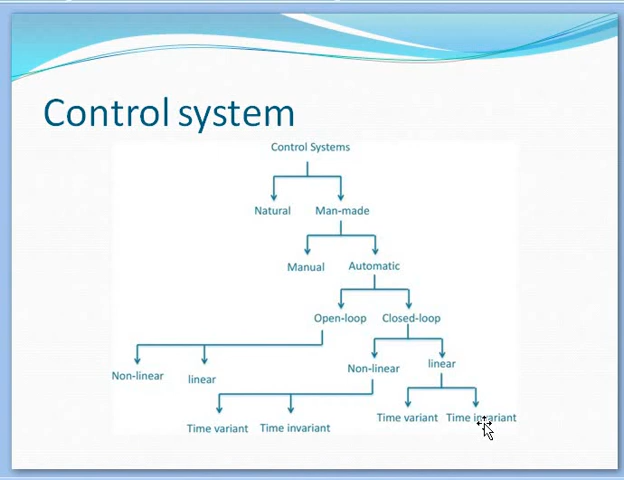 Control system
Control Systems
Natural Man-made
Manual Automatic
Open-loop Closed-loop
Non-linear linear Non-linear linear
Time variant Time invariant Time variant Time invariant